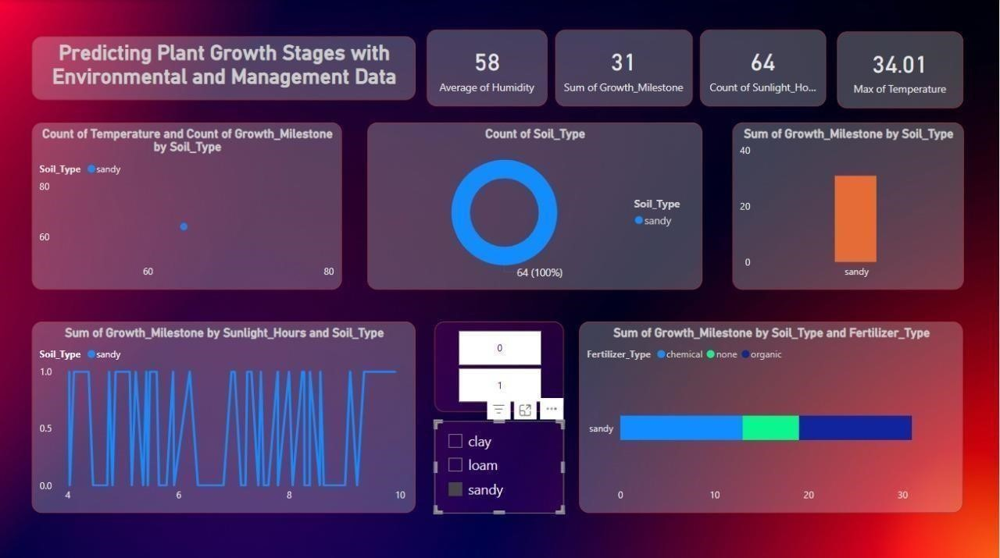 Predicting Plant Growth Stages with
Environmental and Management Data
58
Average of Humidity
31
Sum of Growth_Milestone
64
Count of Sunlight_Ho...
34.01
Max of Temperature
Count of Temperature and Count of Growth_Milestone
by Soil_Type
Soil_Type sandy
80
60
60 80
Count of Soil_Type
Soil_Type
sandy
64 (100%)
Sum of Growth_Milestone by Soil_Type
40
20
0
sandy
Sum of Growth_Milestone by Sunlight_Hours and Soil_Type
Soil_Type sandy
1.0
0.5
0.0
4 6 8 10
0
1
clay
loam
sandy
Sum of Growth_Milestone by Soil_Type and Fertilizer_Type
Fertilizer_Type chemical none organic
sandy
0 10 20 30